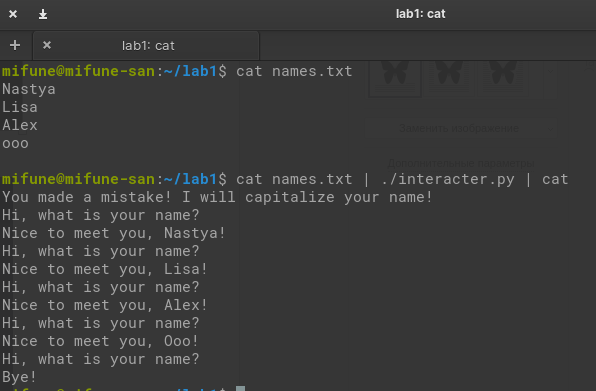 lab1: cat
lab1: cat
mifune@mifune-san:~/lab1$ cat names.txt
Nastya
Lisa
Alex
ooo
mifune@mifune-san:~/lab1$ cat names.txt | ./interacter.py | cat
You made a mistake! I will capitalize your name!
Hi, what is your name?
Nice to meet you, Nastya!
Hi, what is your name?
Nice to meet you, Lisa!
Hi, what is your name?
Nice to meet you, Alex!
Hi, what is your name?
Nice to meet you, Ooo!
Hi, what is your name?
Bye!